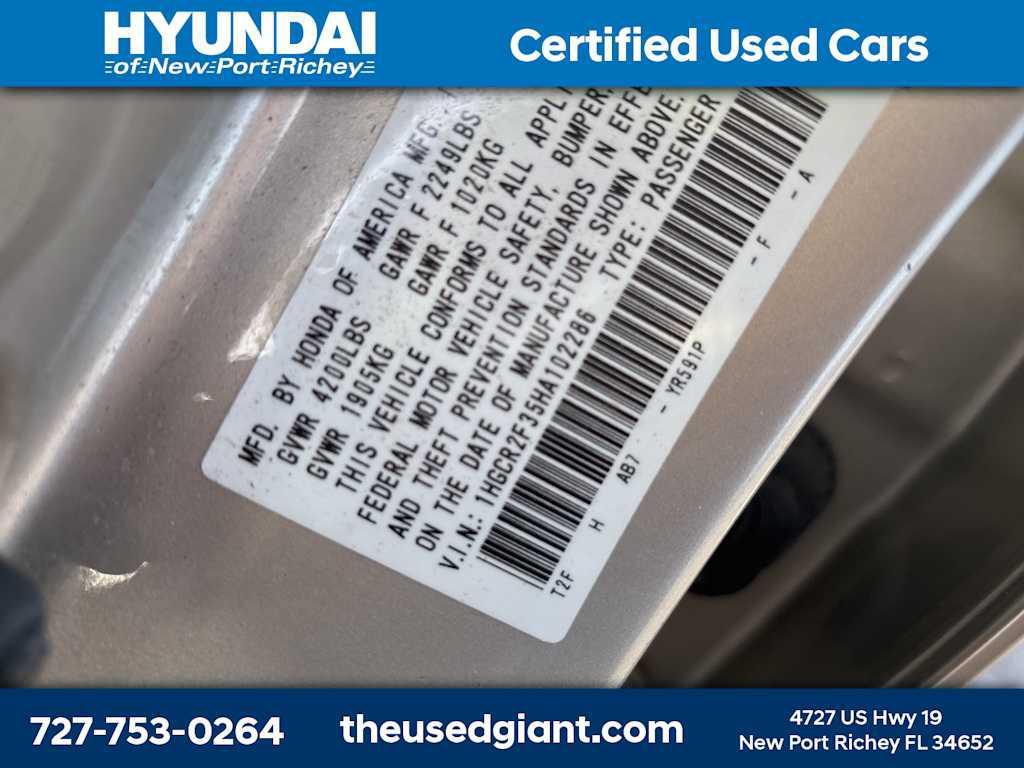 HYUNDAI
of New Port Richey
Certified Used Cars
MFD. BY HONDA OF AMERICA MFG.
GVWR 4200LBS GAWR F 2249LBS
GVWR 1905KG GAWR F 1020KG
THIS VEHICLE CONFORMS TO ALL APPLI
FEDERAL MOTOR VEHICLE SAFETY, BUMPER,
AND THEFT PREVENTION STANDARDS IN EFFE
ON THE DATE OF MANUFACTURE SHOWN ABOVE.
V.I.N.: 1HGCR2F35HA102286 TYPE: PASSENGER
T2F H AB7 - YR591P - F - A
727-753-0264
theusedgiant.com
4727 US Hwy 19
New Port Richey FL 34652